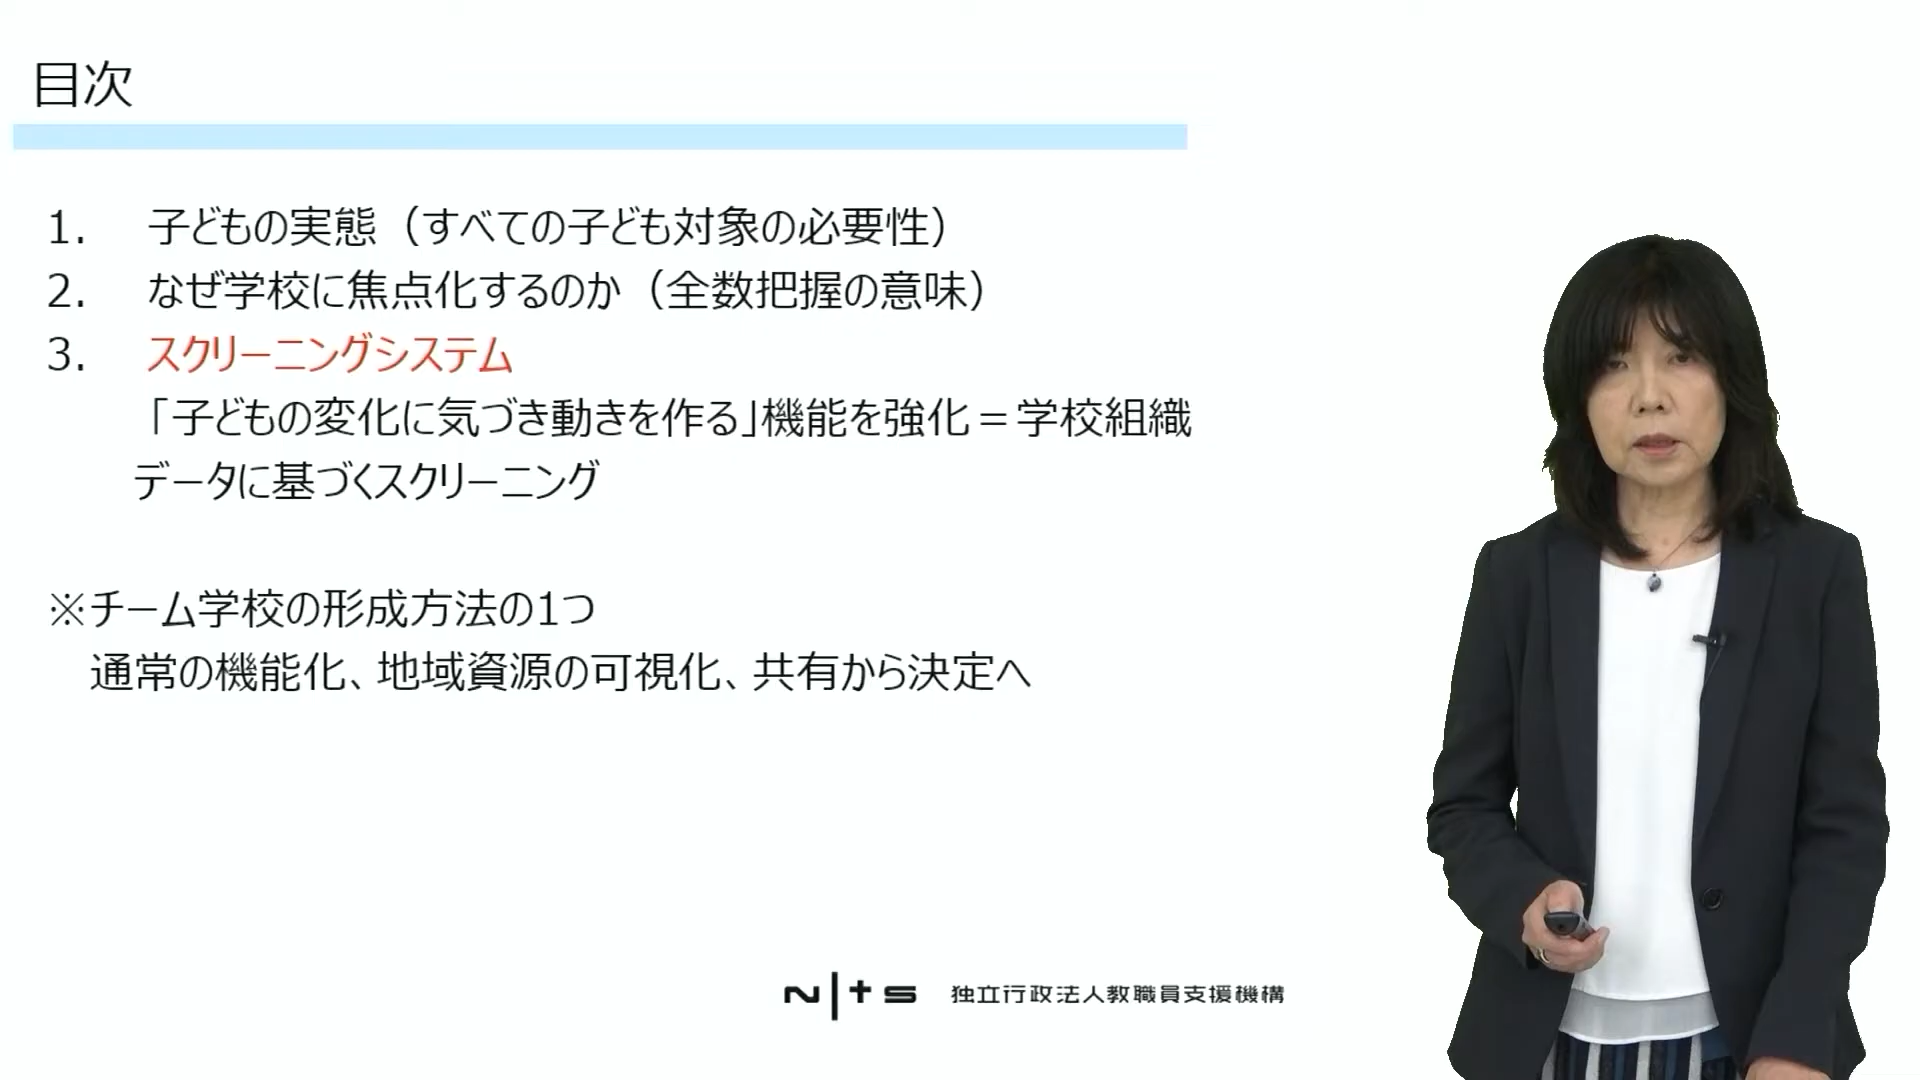 目次
1. 子どもの実態（すべての子ども対象の必要性）
2. なぜ学校に焦点化するのか（全数把握の意味）
3. スクリーニングシステム
「子どもの変化に気づき動きを作る」機能を強化＝学校組織
データに基づくスクリーニング
※チーム学校の形成方法の1つ
通常の機能化、地域資源の可視化、共有から決定へ
N|ts 独立行政法人教職員支援機構